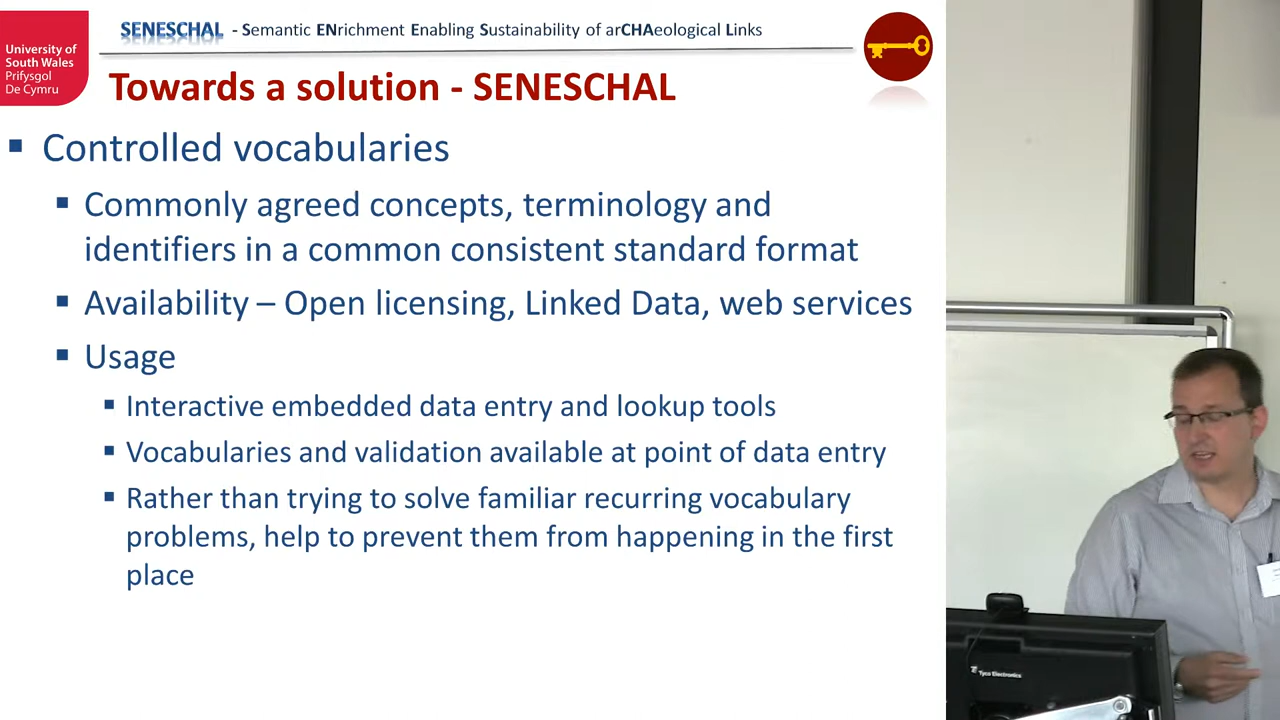 University of
South Wales
Prifysgol
De Cymru
SENESCHAL - Semantic ENrichment Enabling Sustainability of arCHAeological Links
Towards a solution - SENESCHAL
▪ Controlled vocabularies
▪ Commonly agreed concepts, terminology and
identifiers in a common consistent standard format
▪ Availability – Open licensing, Linked Data, web services
▪ Usage
▪ Interactive embedded data entry and lookup tools
▪ Vocabularies and validation available at point of data entry
▪ Rather than trying to solve familiar recurring vocabulary
problems, help to prevent them from happening in the first
place
Tyco Electronics